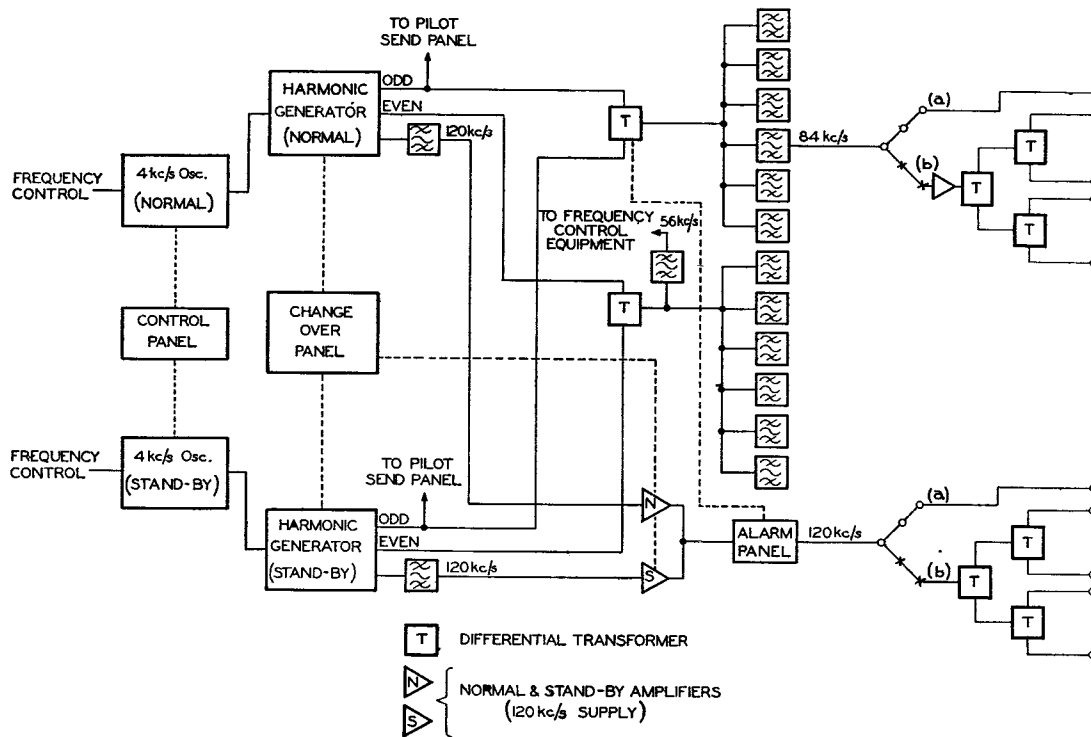 TO PILOT
SEND PANEL
HARMONIC
GENERATOR
(NORMAL)
ODD
EVEN
120kc/s
T
84 kc/s
(a)
(b)
T
T
T
FREQUENCY
CONTROL
4 kc/s Osc.
(NORMAL)
TO FREQUENCY
CONTROL
EQUIPMENT
56kc/s
T
CONTROL
PANEL
CHANGE
OVER
PANEL
FREQUENCY
CONTROL
4kc/s Osc.
(STAND-BY)
TO PILOT
SEND PANEL
HARMONIC
GENERATOR
(STAND-BY)
ODD
EVEN
120kc/s
N
S
ALARM
PANEL
120kc/s
(a)
(b)
T
T
T
T DIFFERENTIAL TRANSFORMER
N
S
NORMAL & STAND-BY AMPLIFIERS
(120kc/s SUPPLY)